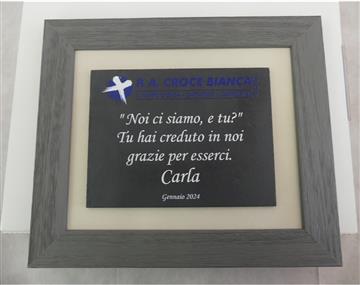 P. A. CROCE BIANCA
"Noi ci siamo, e tu?"
Tu hai creduto in noi
grazie per esserci.
Carla
Gennaio 2024